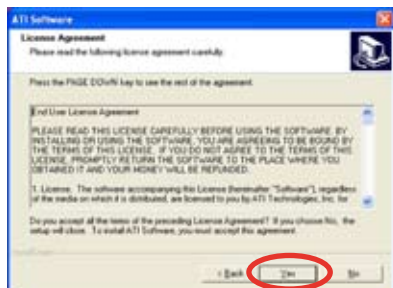 ATI Software
License Agreement
Please read the following license agreement carefully.
Press the PAGE DOWN key to see the rest of the agreement.
End User License Agreement
PLEASE READ THIS LICENSE CAREFULLY BEFORE USING THE SOFTWARE. BY
INSTALLING OR USING THE SOFTWARE, YOU ARE AGREEING TO BE BOUND BY
THE TERMS OF THIS LICENSE. IF YOU DO NOT AGREE TO THE TERMS OF THIS
LICENSE, PROMPTLY RETURN THE SOFTWARE TO THE PLACE WHERE YOU
OBTAINED IT AND YOUR MONEY WILL BE REFUNDED.
1. License. The software accompanying this License (hereinafter "Software"), regardless
of the media on which it is distributed, are licensed to you by ATI Technologies, Inc. for
Do you accept all the terms of the preceding License Agreement? If you choose No, the
setup will close. To install ATI Software, you must accept this agreement.
< Back
Yes
No